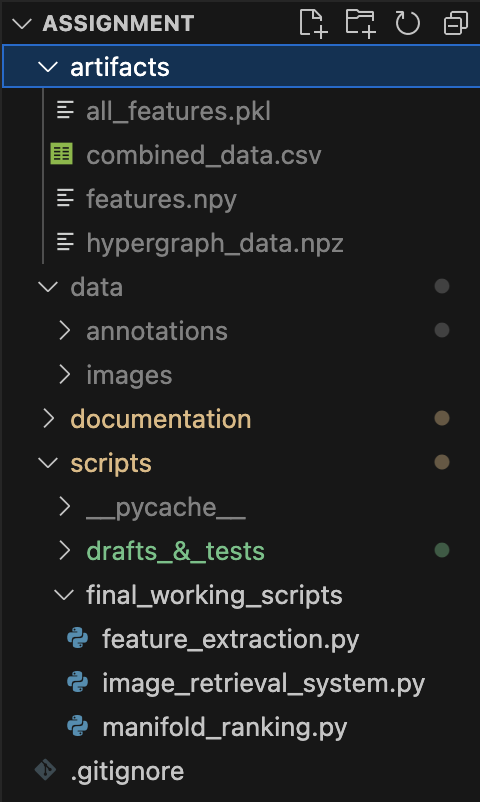 ASSIGNMENT
artifacts
all_features.pkl
combined_data.csv
features.npy
hypergraph_data.npz
data
annotations
images
documentation
scripts
__pycache__
drafts_&_tests
final_working_scripts
feature_extraction.py
image_retrieval_system.py
manifold_ranking.py
.gitignore